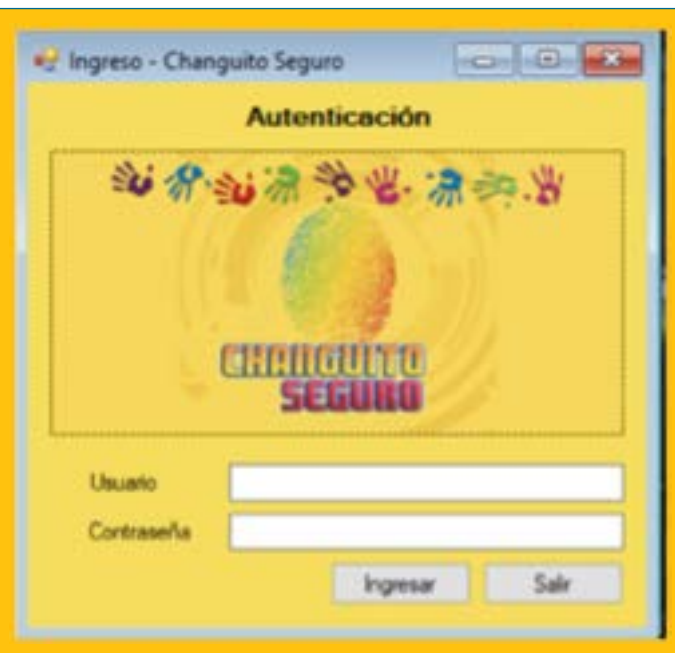 Ingreso - Changuito Seguro
Autenticación
CHANGUITO
SEGURO
Usuario
Contraseña
Ingresar
Salir